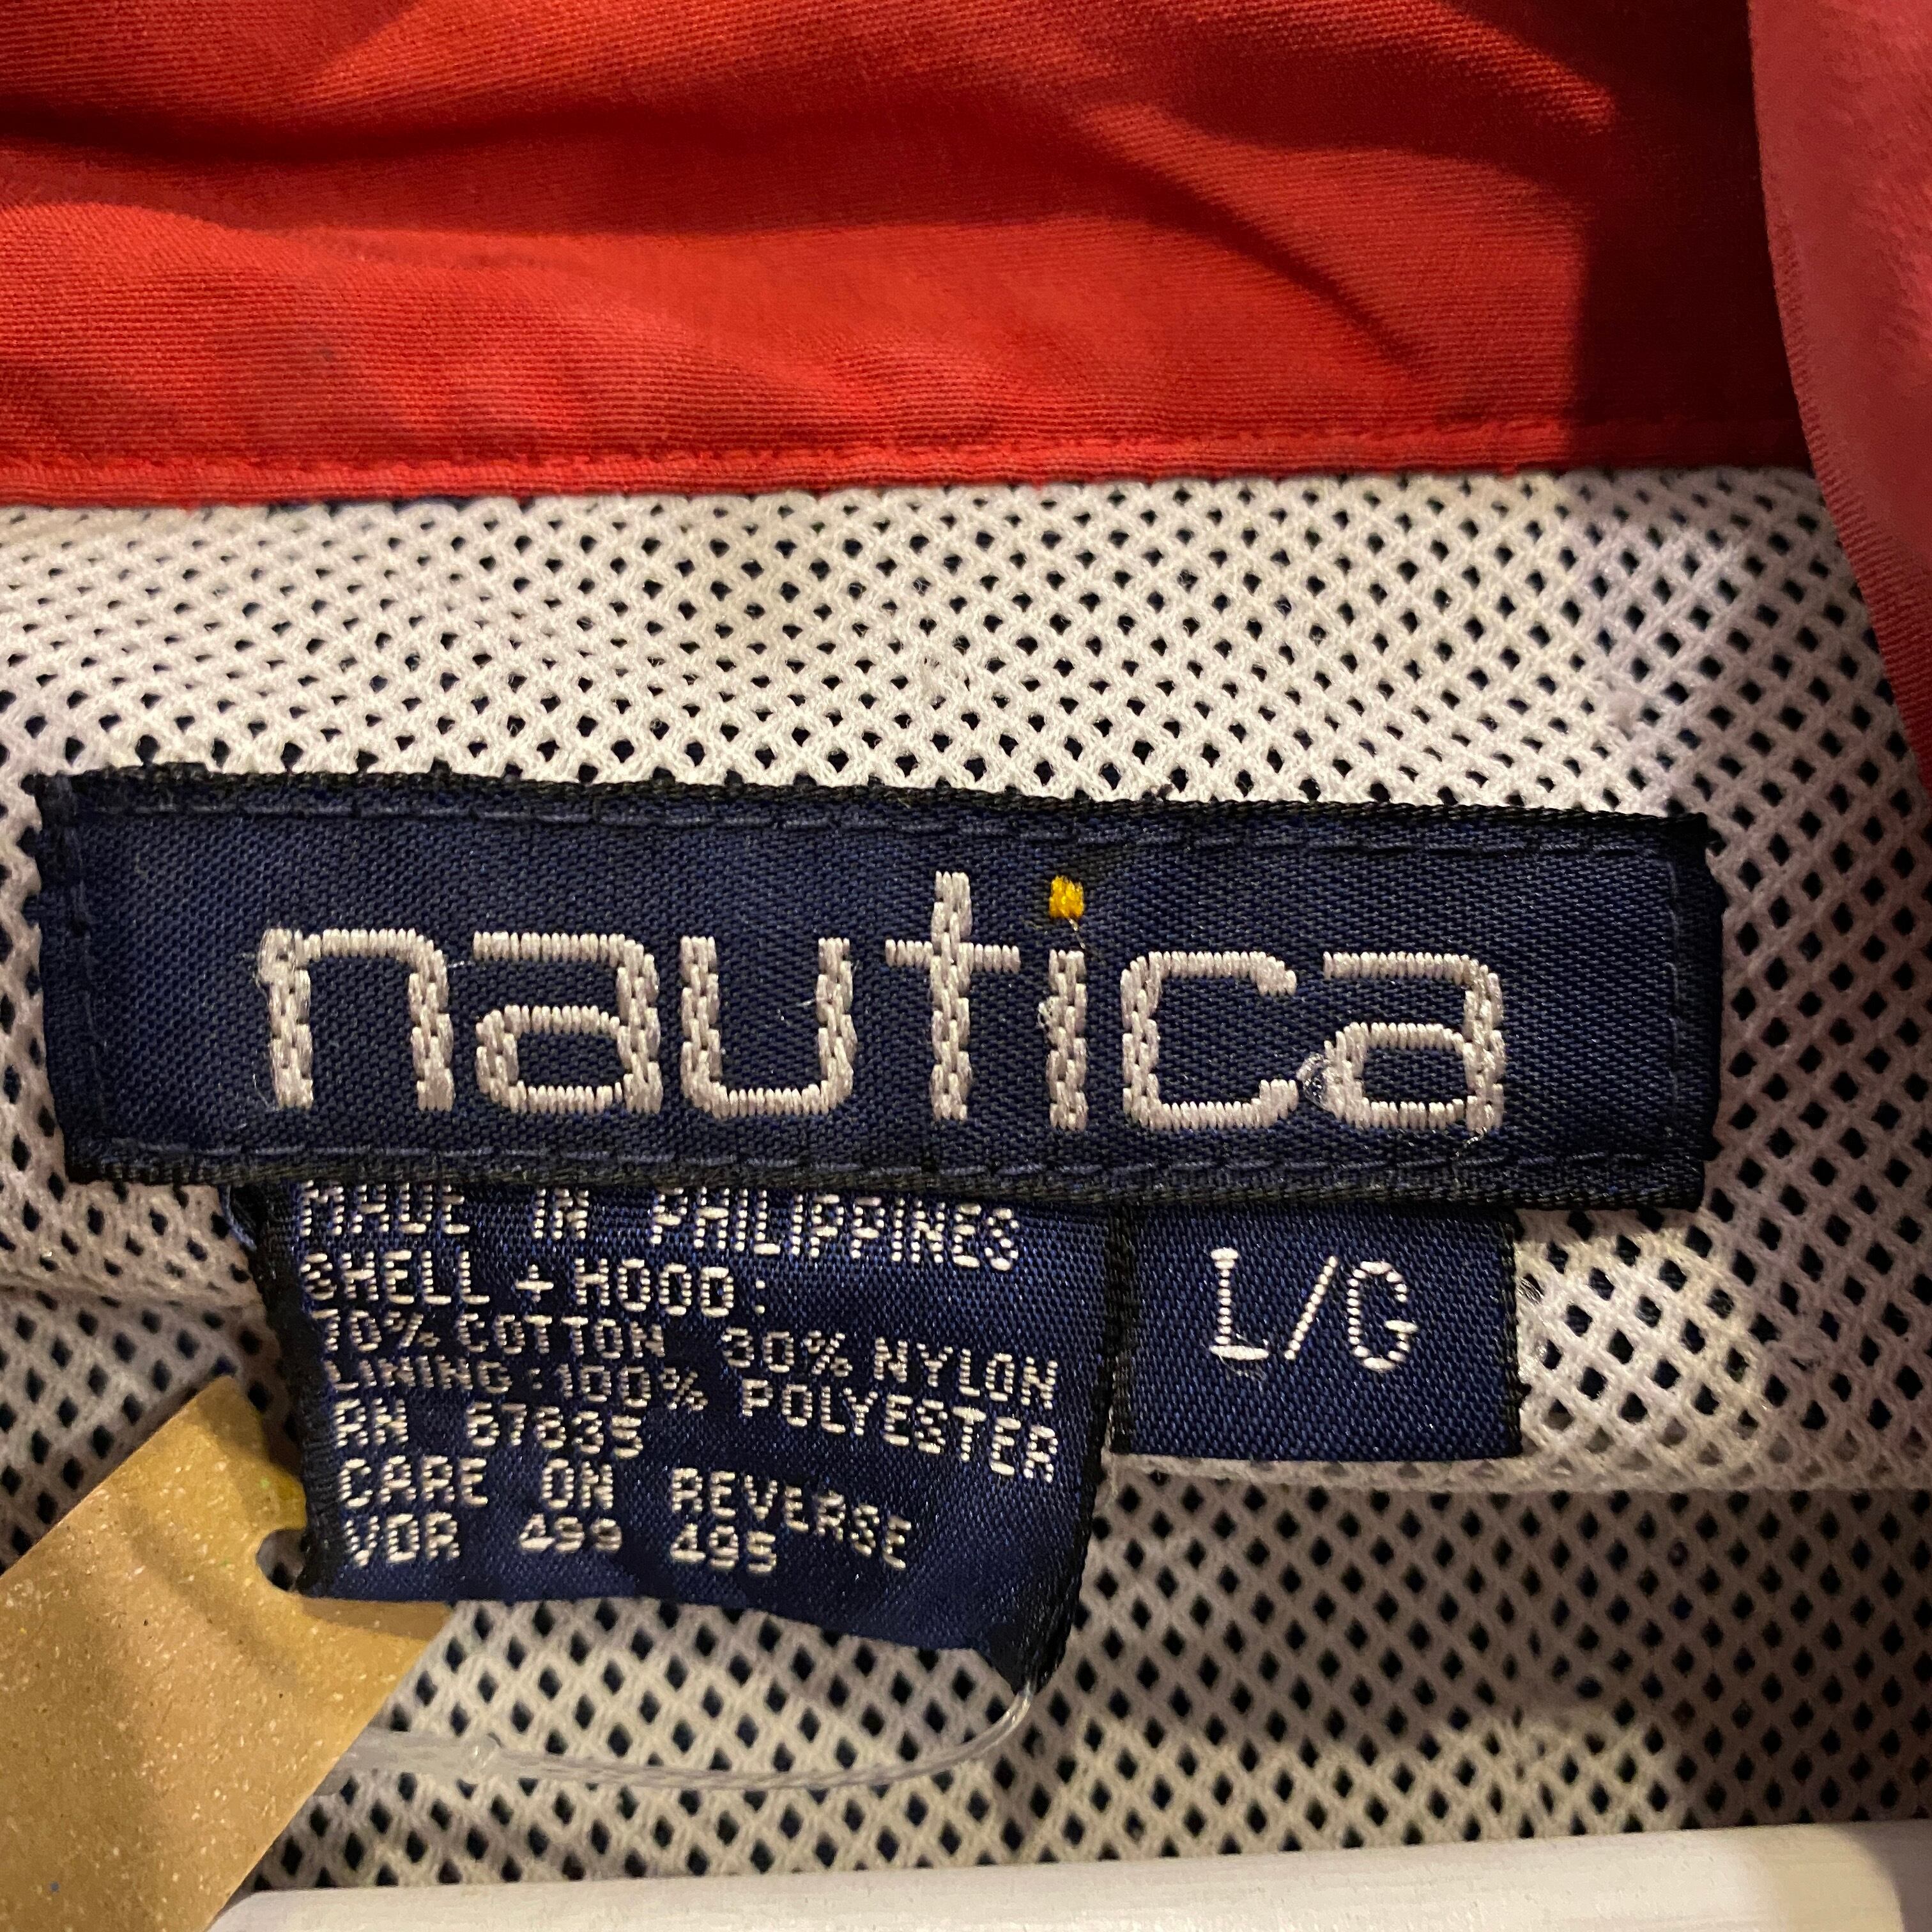 nautica
MADE IN PHILIPPINES
SHELL + HOOD:
70% COTTON 30% NYLON
LINING: 100% POLYESTER
RN 67835
CARE ON REVERSE
VDR 499 495
L/G